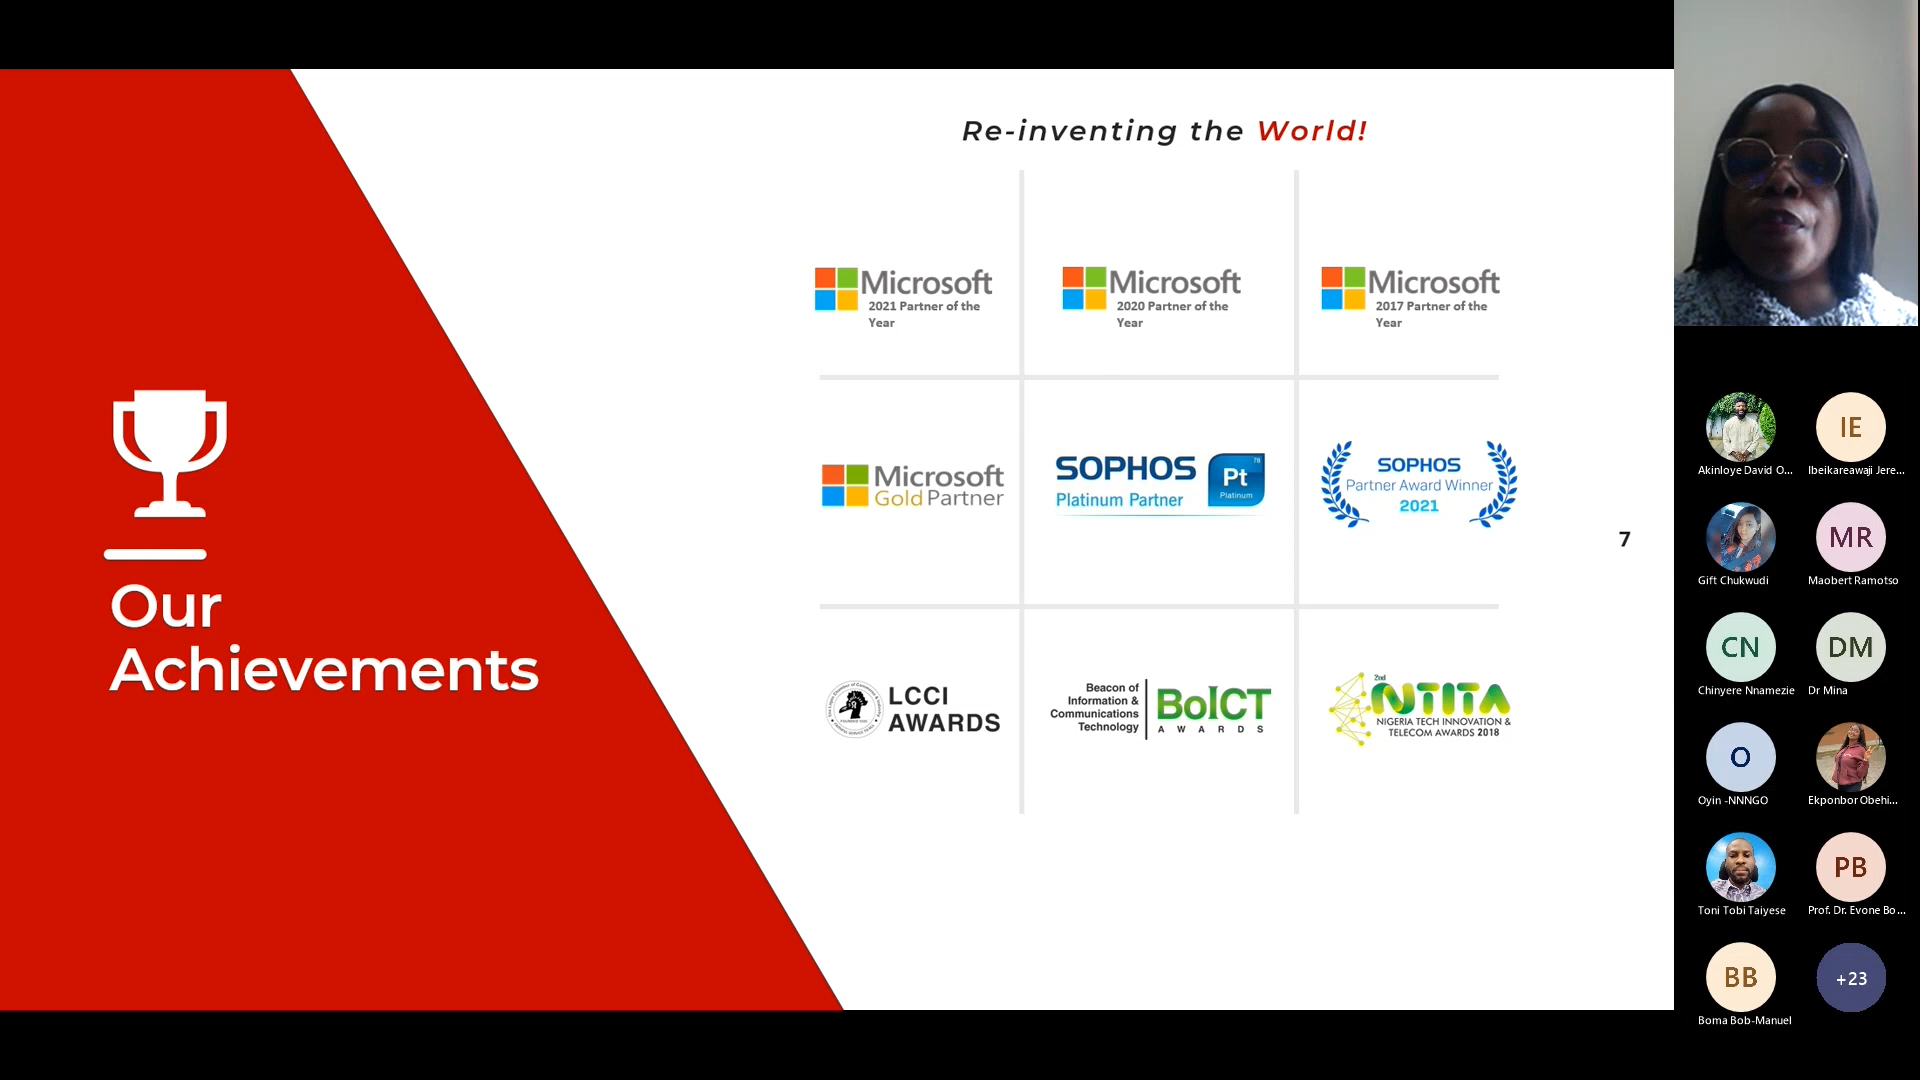 Re-inventing the World!
Microsoft
2021 Partner of the
Year
Microsoft
2020 Partner of the
Year
Microsoft
2017 Partner of the
Year
Microsoft
Gold Partner
SOPHOS
Platinum Partner
78
Pt
Platinum
SOPHOS
Partner Award Winner
2021
7
Our
Achievements
LCCI
AWARDS
Beacon of
Information &
Communications
Technology
BoICT
AWARDS
2nd
NTITA
NIGERIA TECH INNOVATION &
TELECOM AWARDS 2018
Akinloye David O...
IE
Ibeikareawaji Jere...
Gift Chukwudi
MR
Maobert Ramotso
CN
Chinyere Nnamezie
DM
Dr Mina
O
Oyin -NNNGO
Ekponbor Obehi...
Toni Tobi Taiyese
PB
Prof. Dr. Evone Bo...
BB
Boma Bob-Manuel
+23